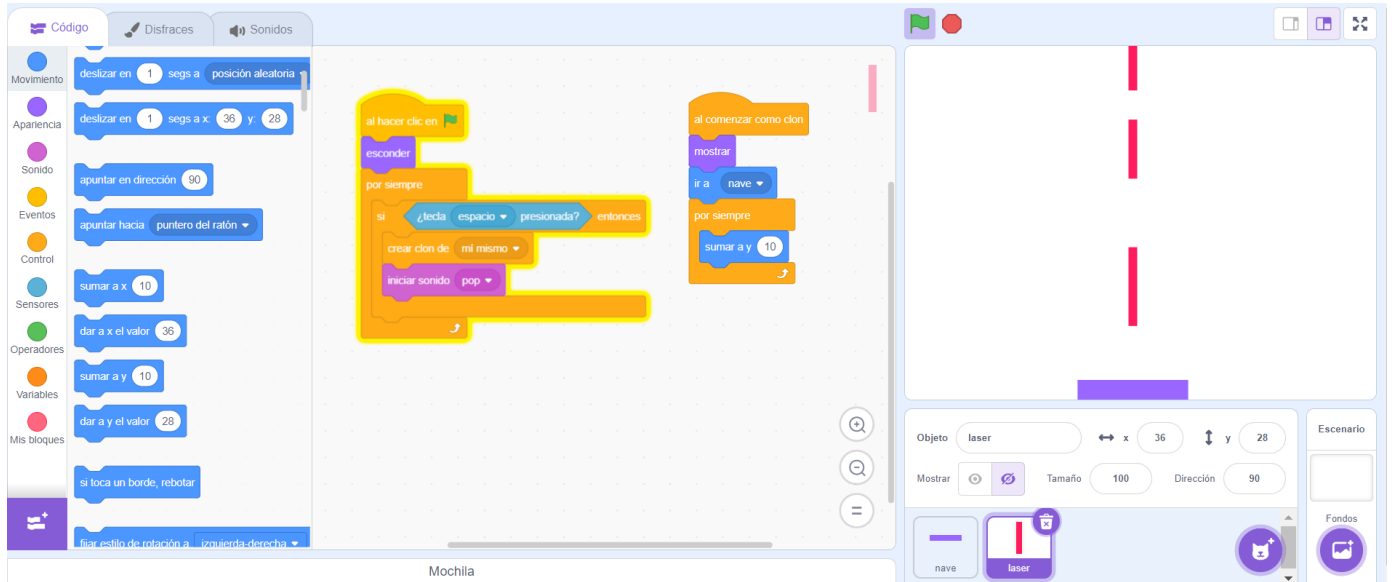 Código
Disfraces
Sonidos
Movimiento
Apariencia
Sonido
Eventos
Control
Sensores
Operadores
Variables
Mis bloques
deslizar en 1 segs a posición aleatoria
deslizar en 1 segs a x: 36 y: 28
apuntar en dirección 90
apuntar hacia puntero del ratón
sumar a x 10
dar a x el valor 36
sumar a y 10
dar a y el valor 28
si toca un borde, rebotar
fijar estilo de rotación a izquierda-derecha
al hacer clic en
esconder
por siempre
si ¿tecla espacio presionada? entonces
crear clon de mí mismo
iniciar sonido pop
al comenzar como clon
mostrar
ir a nave
por siempre
sumar a y 10
Mochila
Objeto laser x 36 y 28
Mostrar Tamaño 100 Dirección 90
nave
laser
Escenario
Fondos